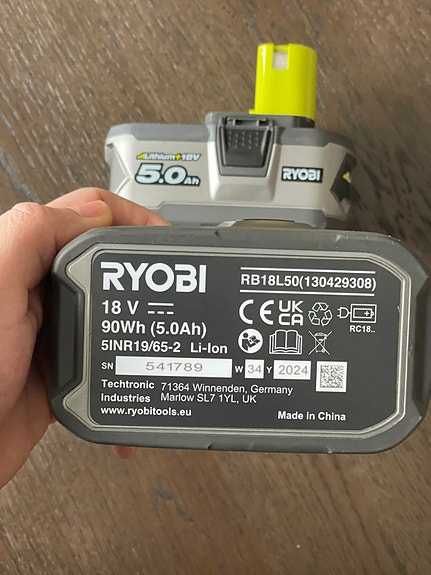 Lithium+18V
5.0Ah
RYOBI
RYOBI
RB18L50(130429308)
18 V
90Wh (5.0Ah)
5INR19/65-2 Li-Ion
CE UK CA
RC18..
SN 541789 W 34 Y 2024
Techtronic 71364 Winnenden, Germany
Industries Marlow SL7 1YL, UK
www.ryobitools.eu
Made in China